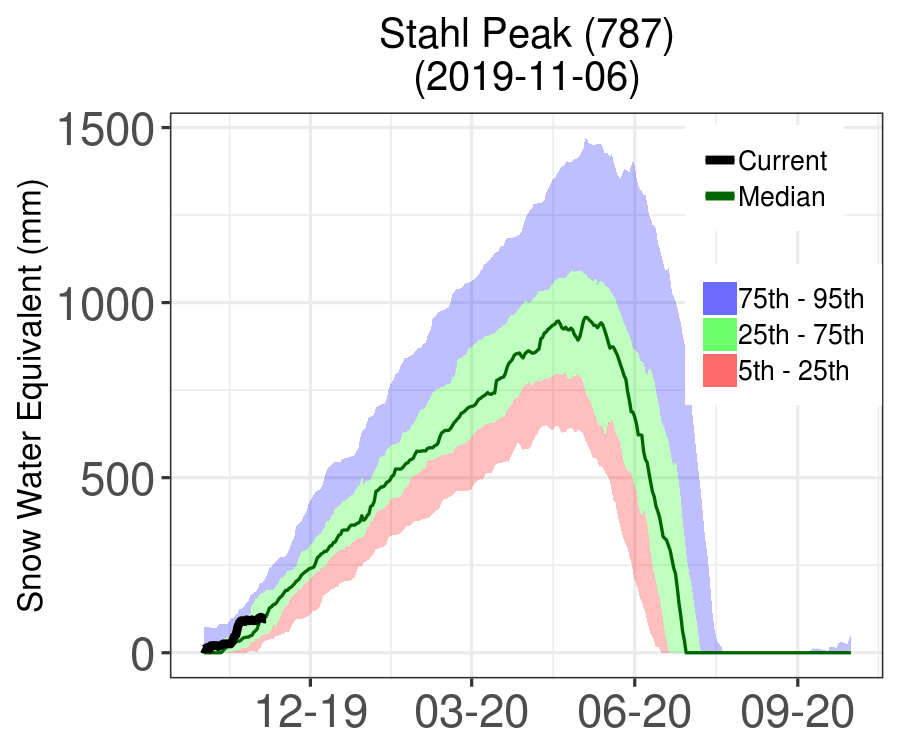 Stahl Peak (787)
(2019-11-06)
Snow Water Equivalent (mm)
1500
1000
500
0
Current
Median
75th - 95th
25th - 75th
5th - 25th
12-19
03-20
06-20
09-20